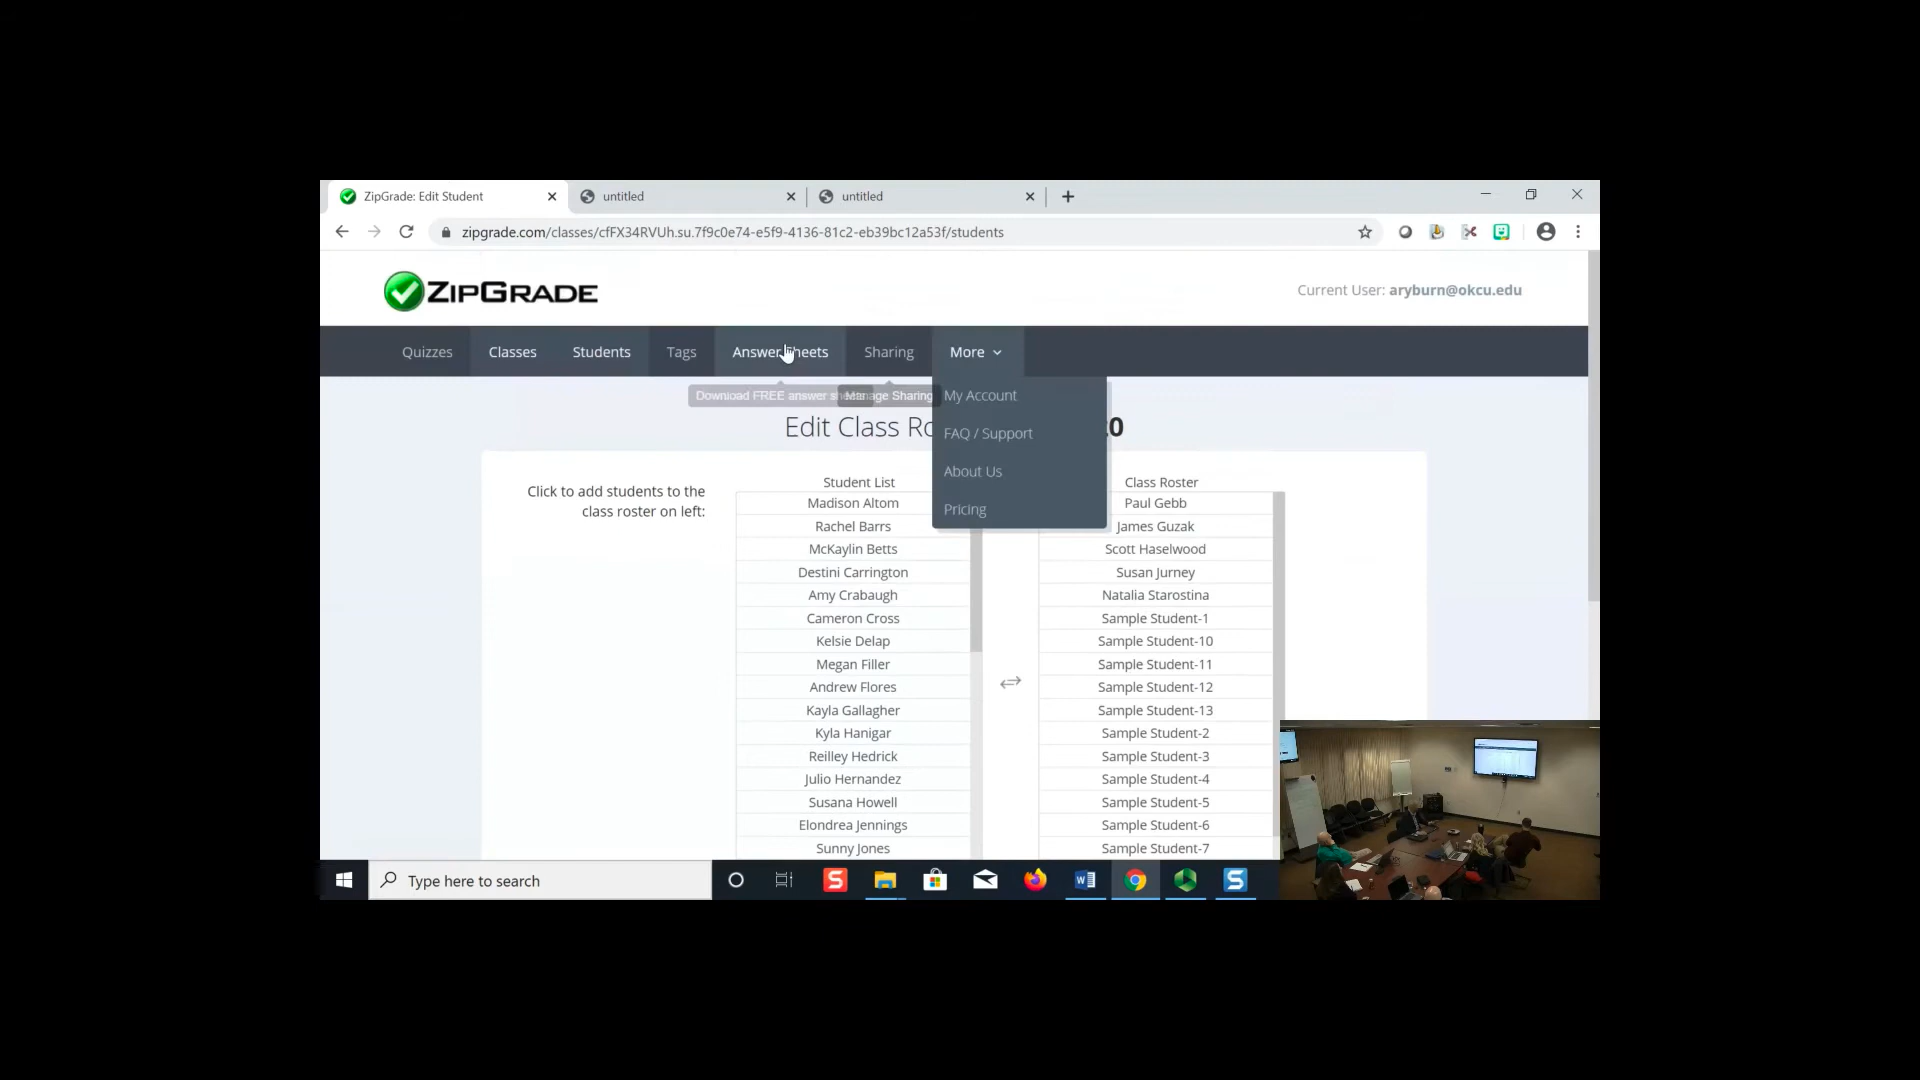 ZipGrade: Edit Student
untitled
untitled
zipgrade.com/classes/cfFX34RVUh.su.7f9c0e74-e5f9-4136-81c2-eb39bc12a53f/students
ZIPGRADE
Current User: aryburn@okcu.edu
Quizzes Classes Students Tags Answer Sheets Sharing More
Download FREE answer
Manage Sharing
My Account
FAQ / Support
About Us
Pricing
Edit Class Ro
0
Click to add students to the
class roster on left:
Student List
Madison Altom
Rachel Barrs
McKaylin Betts
Destini Carrington
Amy Crabaugh
Cameron Cross
Kelsie Delap
Megan Filler
Andrew Flores
Kayla Gallagher
Kyla Hanigar
Reilley Hedrick
Julio Hernandez
Susana Howell
Elondrea Jennings
Sunny Jones
Class Roster
Paul Gebb
James Guzak
Scott Haselwood
Susan Jurney
Natalia Starostina
Sample Student-1
Sample Student-10
Sample Student-11
Sample Student-12
Sample Student-13
Sample Student-2
Sample Student-3
Sample Student-4
Sample Student-5
Sample Student-6
Sample Student-7
Type here to search